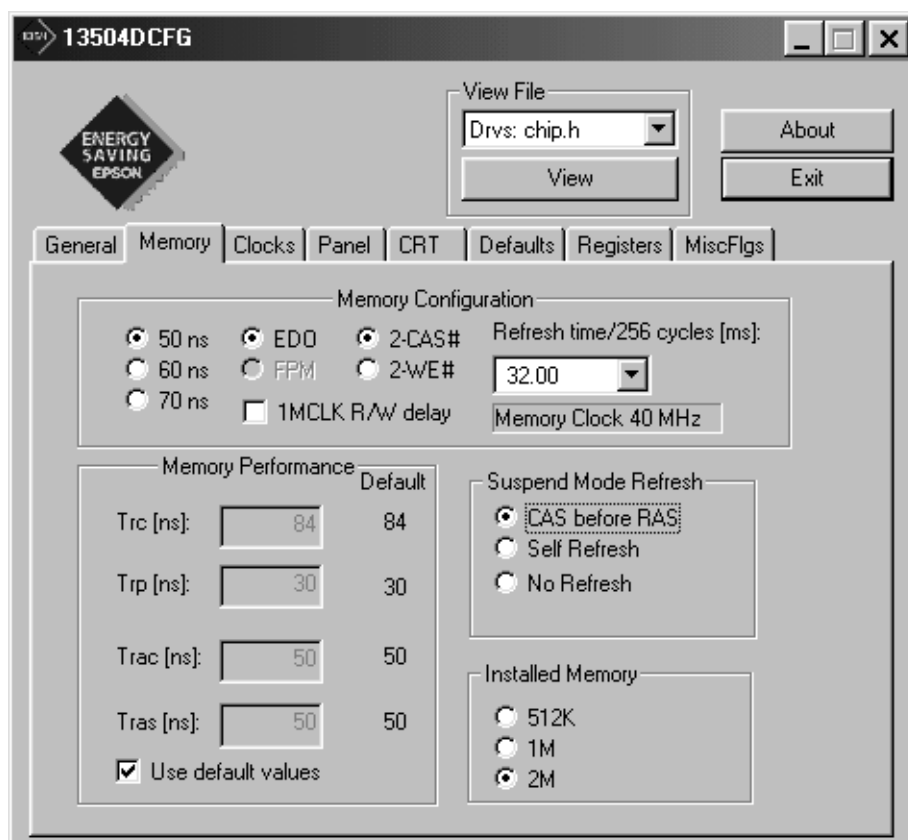 13504DCFG
ENERGY
SAVING
EPSON
View File
Drvs: chip.h
View
About
Exit
General Memory Clocks Panel CRT Defaults Registers MiscFlgs
Memory Configuration
50 ns EDO 2-CAS# Refresh time/256 cycles [ms]:
60 ns FPM 2-WE# 32.00
70 ns 1MCLK R/W delay Memory Clock 40 MHz
Memory Performance
Default
Trc [ns]: 84 84
Trp [ns]: 30 30
Trac [ns]: 50 50
Tras [ns]: 50 50
Use default values
Suspend Mode Refresh
CAS before RAS
Self Refresh
No Refresh
Installed Memory
512K
1M
2M